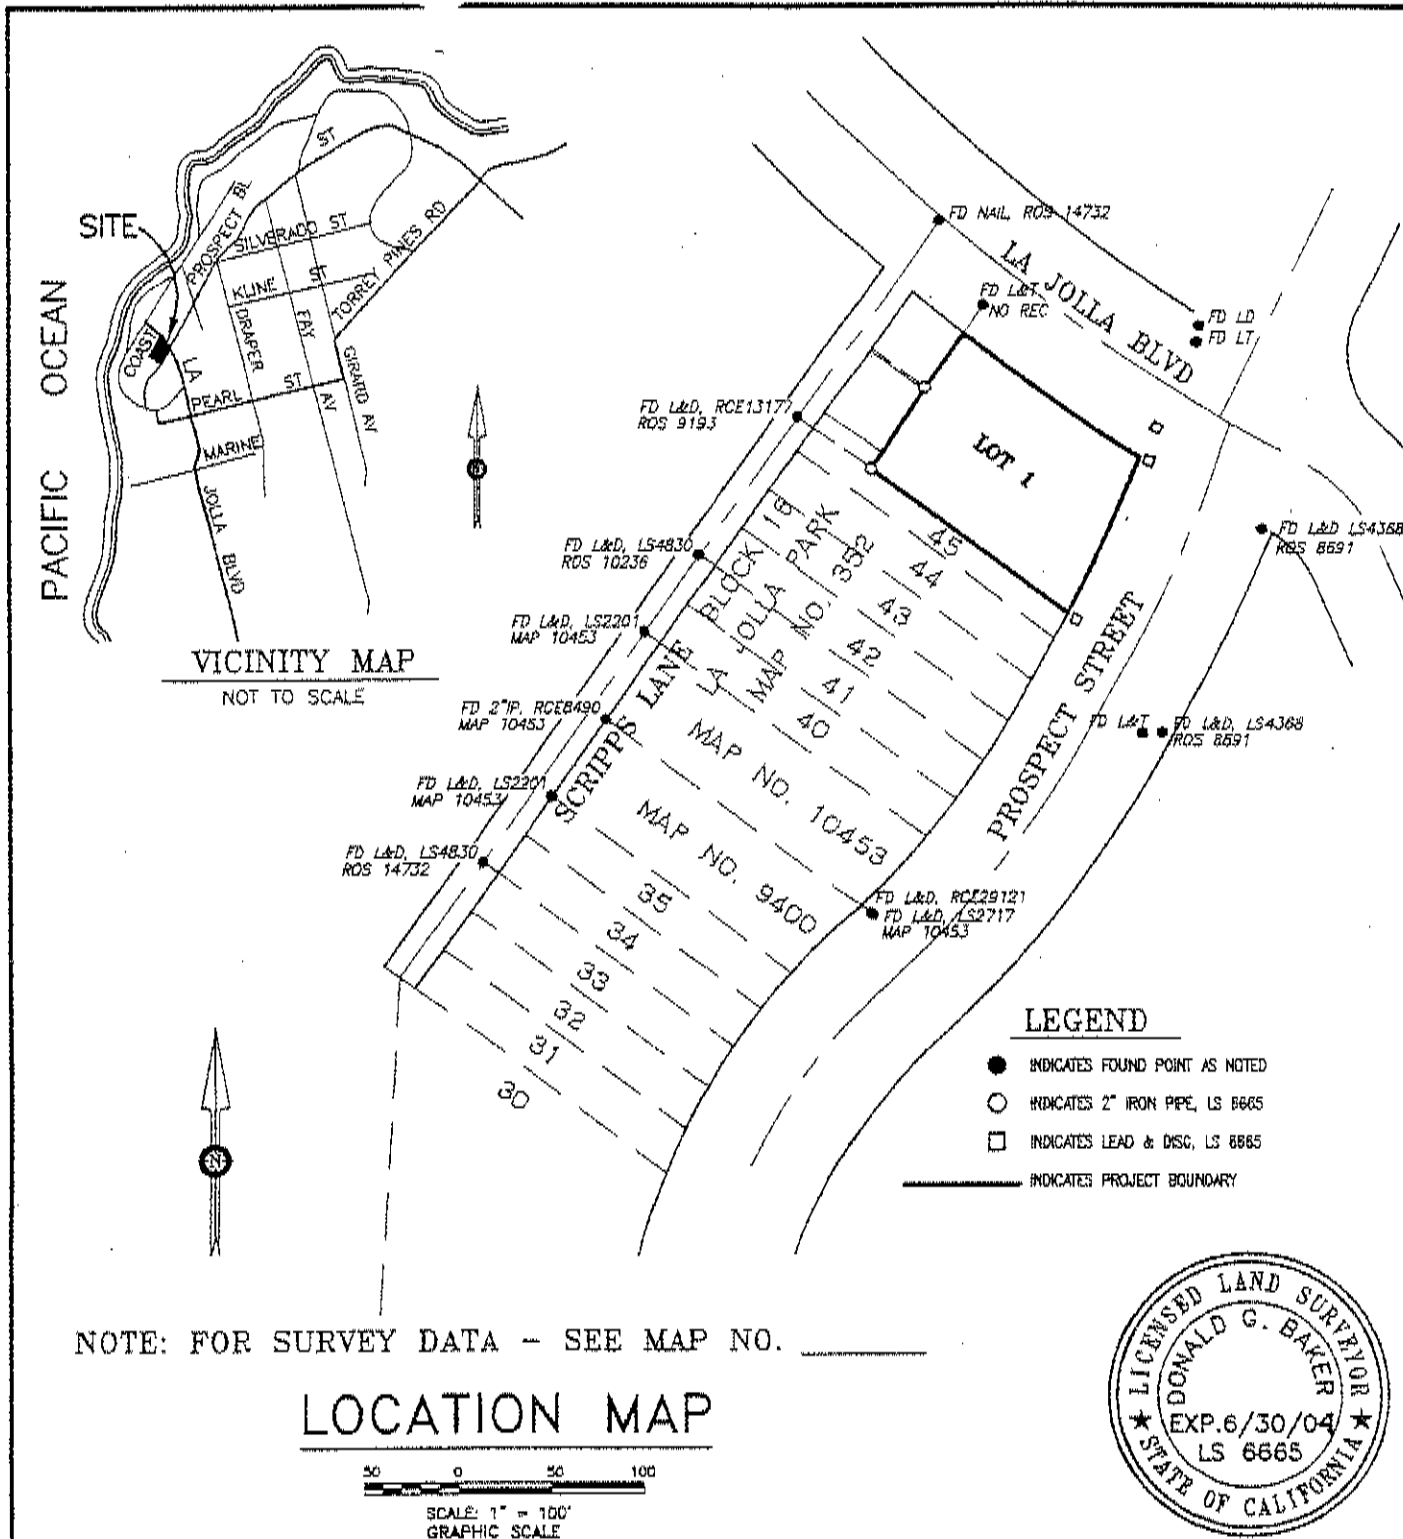 SITE
PACIFIC OCEAN
COAST
PROSPECT BL
ST
SILVERADO ST
KLINE ST
TORREY PINES RD
DRAPER
FAY AV
GIRARD AV
PEARL ST
MARINE
LA JOLLA BLVD
VICINITY MAP
NOT TO SCALE
FD NAIL, ROS 14732
FD L&T,
NO REC
LA JOLLA BLVD
FD LD
FD LT
FD L&D, RCE13177
ROS 9193
LOT 1
FD L&D LS4368
ROS 8691
FD L&D, LS4830
ROS 10236
FD L&D, LS2201
MAP 10453
FD 2"IP, RCE8490
MAP 10453
FD L&D, LS2201
MAP 10453
FD L&D, LS4830
ROS 14732
SCRIPPS LANE
BLOCK 16
LA JOLLA PARK
MAP NO. 352
45
44
43
42
41
40
MAP NO. 10453
MAP NO. 9400
35
34
33
32
31
30
PROSPECT STREET
FD L&T
FD L&D, LS4368
ROS 8691
FD L&D, RCE29121
FD L&D, LS2717
MAP 10453
LEGEND
INDICATES FOUND POINT AS NOTED
INDICATES 2" IRON PIPE, LS 6665
INDICATES LEAD & DISC, LS 6665
INDICATES PROJECT BOUNDARY
N
NOTE: FOR SURVEY DATA - SEE MAP NO. ________
LOCATION MAP
50 0 50 100
SCALE: 1" = 100'
GRAPHIC SCALE
LICENSED LAND SURVEYOR
DONALD G. BAKER
EXP.6/30/04
LS 6665
★ STATE OF CALIFORNIA ★